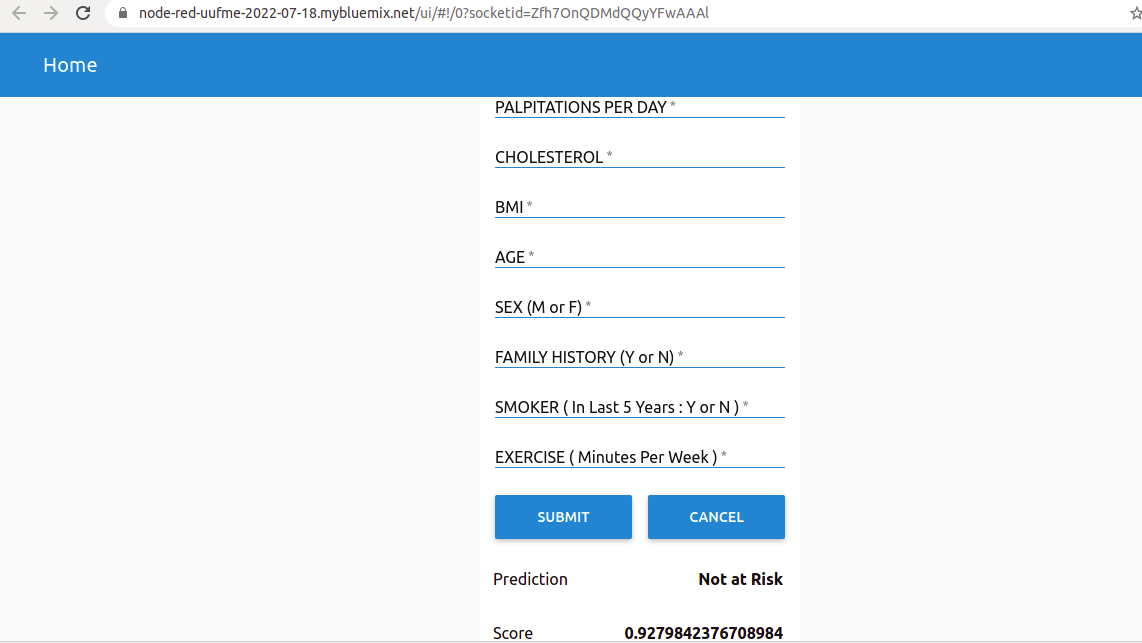 node-red-uufme-2022-07-18.mybluemix.net/ui/#!/0?socketid=Zfh7OnQDMdQQyYFwAAAl
Home
PALPITATIONS PER DAY *
CHOLESTEROL *
BMI *
AGE *
SEX (M or F) *
FAMILY HISTORY (Y or N) *
SMOKER ( In Last 5 Years : Y or N ) *
EXERCISE ( Minutes Per Week ) *
SUBMIT CANCEL
Prediction Not at Risk
Score 0.9279842376708984